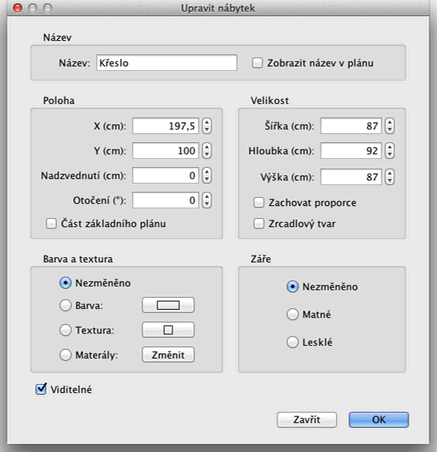 Upravit nábytek
Název
Název: Křeslo Zobrazit název v plánu
Poloha
X (cm): 197,5
Y (cm): 100
Nadzvednutí (cm): 0
Otočení (°): 0
Část základního plánu
Velikost
Šířka (cm): 87
Hloubka (cm): 92
Výška (cm): 87
Zachovat proporce
Zrcadlový tvar
Barva a textura
Nezměněno
Barva:
Textura:
Materály: Změnit
Záře
Nezměněno
Matné
Lesklé
Viditelné
Zavřít OK